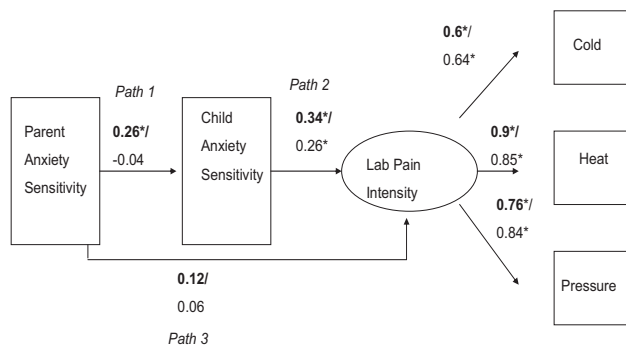 0.6*/
0.64*
Cold
Path 1
Path 2
Parent
Anxiety
Sensitivity
0.26*/
-0.04
Child
Anxiety
Sensitivity
0.34*/
0.26*
Lab Pain
Intensity
0.9*/
0.85*
Heat
0.76*/
0.84*
Pressure
0.12/
0.06
Path 3